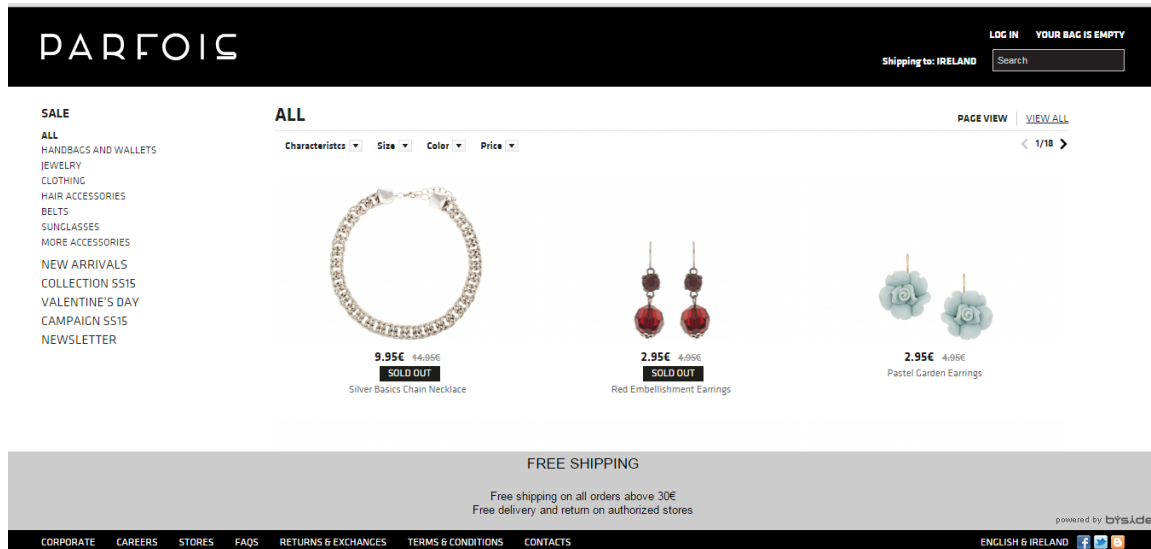 PARFOIS
LOG IN YOUR BAG IS EMPTY
Shipping to: IRELAND Search
SALE
ALL
HANDBAGS AND WALLETS
JEWELRY
CLOTHING
HAIR ACCESSORIES
BELTS
SUNGLASSES
MORE ACCESSORIES
NEW ARRIVALS
COLLECTION SS15
VALENTINE'S DAY
CAMPAIGN SS15
NEWSLETTER
ALL
PAGE VIEW VIEW ALL
Characteristcs Size Color Price
1/18
9.95€ 14.95€
SOLD OUT
Silver Basics Chain Necklace
2.95€ 4.95€
SOLD OUT
Red Embellishment Earrings
2.95€ 4.95€
Pastel Garden Earrings
FREE SHIPPING
Free shipping on all orders above 30€
Free delivery and return on authorized stores
powered by byside
CORPORATE CAREERS STORES FAQS RETURNS & EXCHANGES TERMS & CONDITIONS CONTACTS
ENGLISH & IRELAND